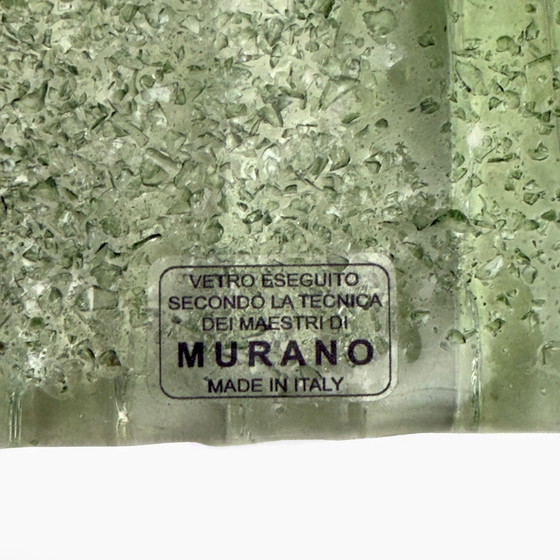 VETRO ESEGUITO
SECONDO LA TECNICA
DEI MAESTRI DI
MURANO
MADE IN ITALY